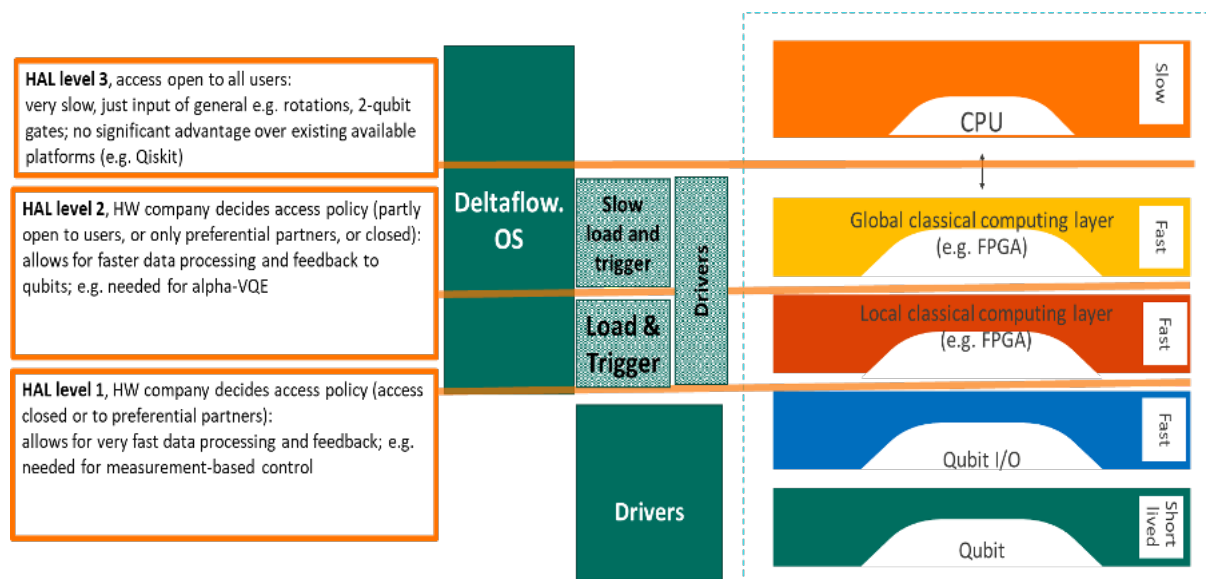 HAL level 3, access open to all users:
very slow, just input of general e.g. rotations, 2-qubit
gates; no significant advantage over existing available
platforms (e.g. Qiskit)
HAL level 2, HW company decides access policy (partly
open to users, or only preferential partners, or closed):
allows for faster data processing and feedback to
qubits; e.g. needed for alpha-VQE
HAL level 1, HW company decides access policy (access
closed or to preferential partners):
allows for very fast data processing and feedback; e.g.
needed for measurement-based control
Deltaflow.
OS
Slow
load and
trigger
Load &
Trigger
Drivers
Drivers
CPU
Slow
Global classical computing layer
(e.g. FPGA)
Fast
Local classical computing layer
(e.g. FPGA)
Fast
Qubit I/O
Fast
Qubit
Short
lived